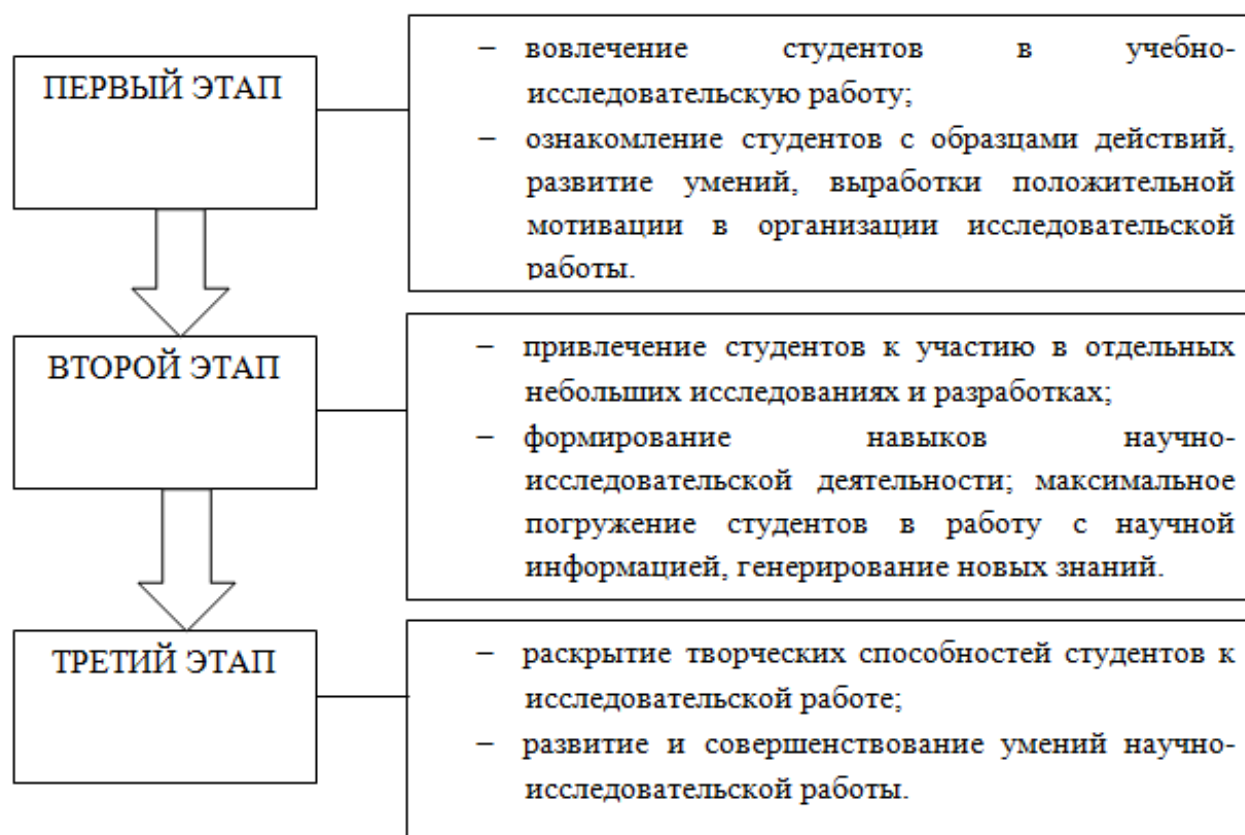 ПЕРВЫЙ ЭТАП
– вовлечение студентов в учебно-
исследовательскую работу;
– ознакомление студентов с образцами действий,
развитие умений, выработки положительной
мотивации в организации исследовательской
работы.
ВТОРОЙ ЭТАП
– привлечение студентов к участию в отдельных
небольших исследованиях и разработках;
– формирование навыков научно-
исследовательской деятельности; максимальное
погружение студентов в работу с научной
информацией, генерирование новых знаний.
ТРЕТИЙ ЭТАП
– раскрытие творческих способностей студентов к
исследовательской работе;
– развитие и совершенствование умений научно-
исследовательской работы.